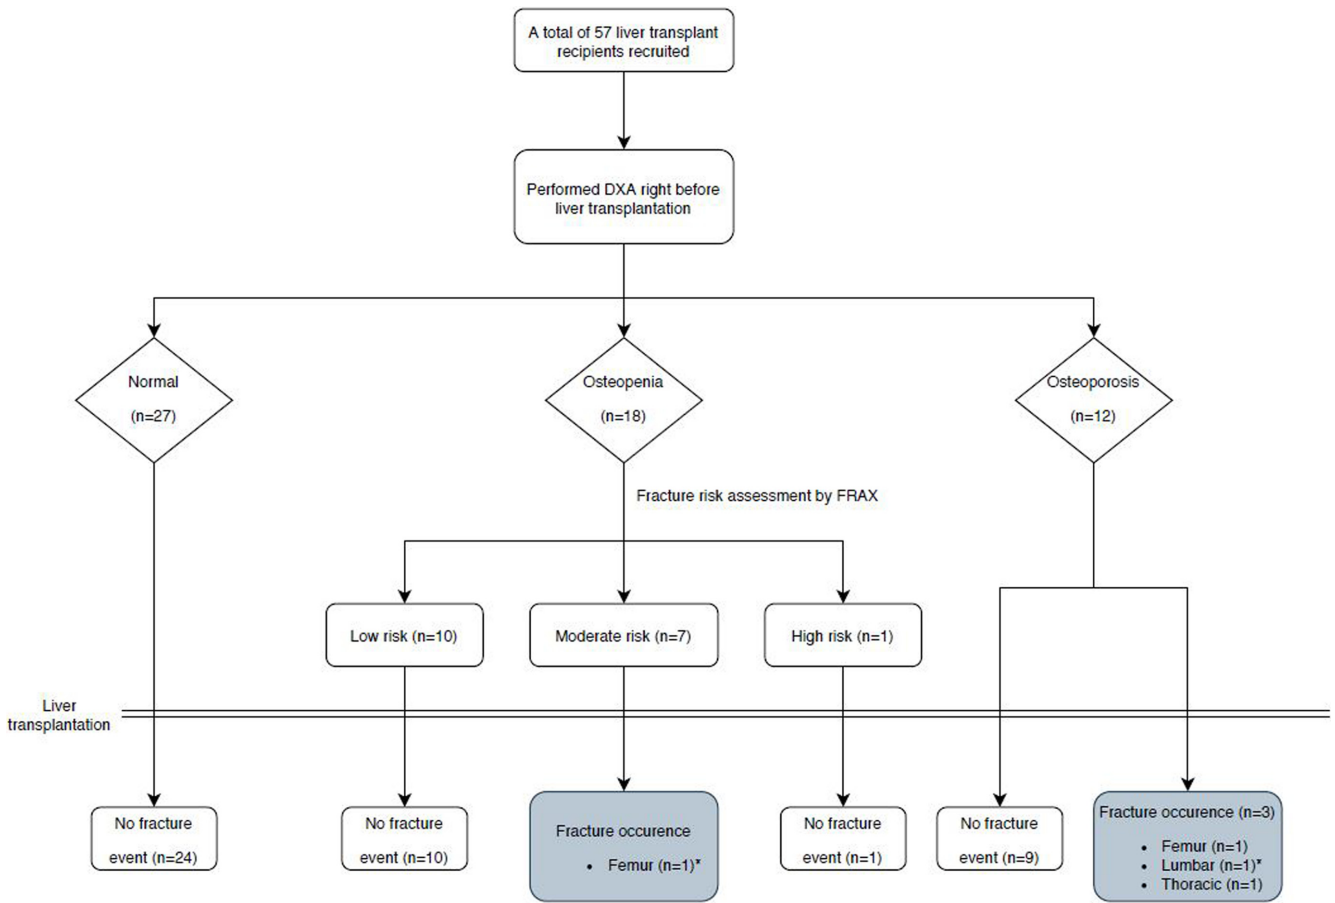 A total of 57 liver transplant
recipients recruited
Performed DXA right before
liver transplantation
Normal
(n=27)
Osteopenia
(n=18)
Osteoporosis
(n=12)
Fracture risk assessment by FRAX
Low risk (n=10)
Moderate risk (n=7)
High risk (n=1)
Liver
transplantation
No fracture
event (n=24)
No fracture
event (n=10)
Fracture occurence
• Femur (n=1)*
No fracture
event (n=1)
No fracture
event (n=9)
Fracture occurence (n=3)
• Femur (n=1)
• Lumbar (n=1)*
• Thoracic (n=1)